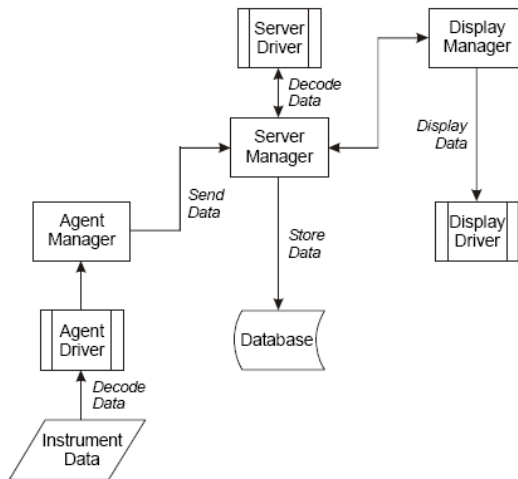 Server
Driver
Display
Manager
Decode
Data
Server
Manager
Display
Data
Send
Data
Agent
Manager
Store
Data
Display
Driver
Agent
Driver
Database
Decode
Data
Instrument
Data